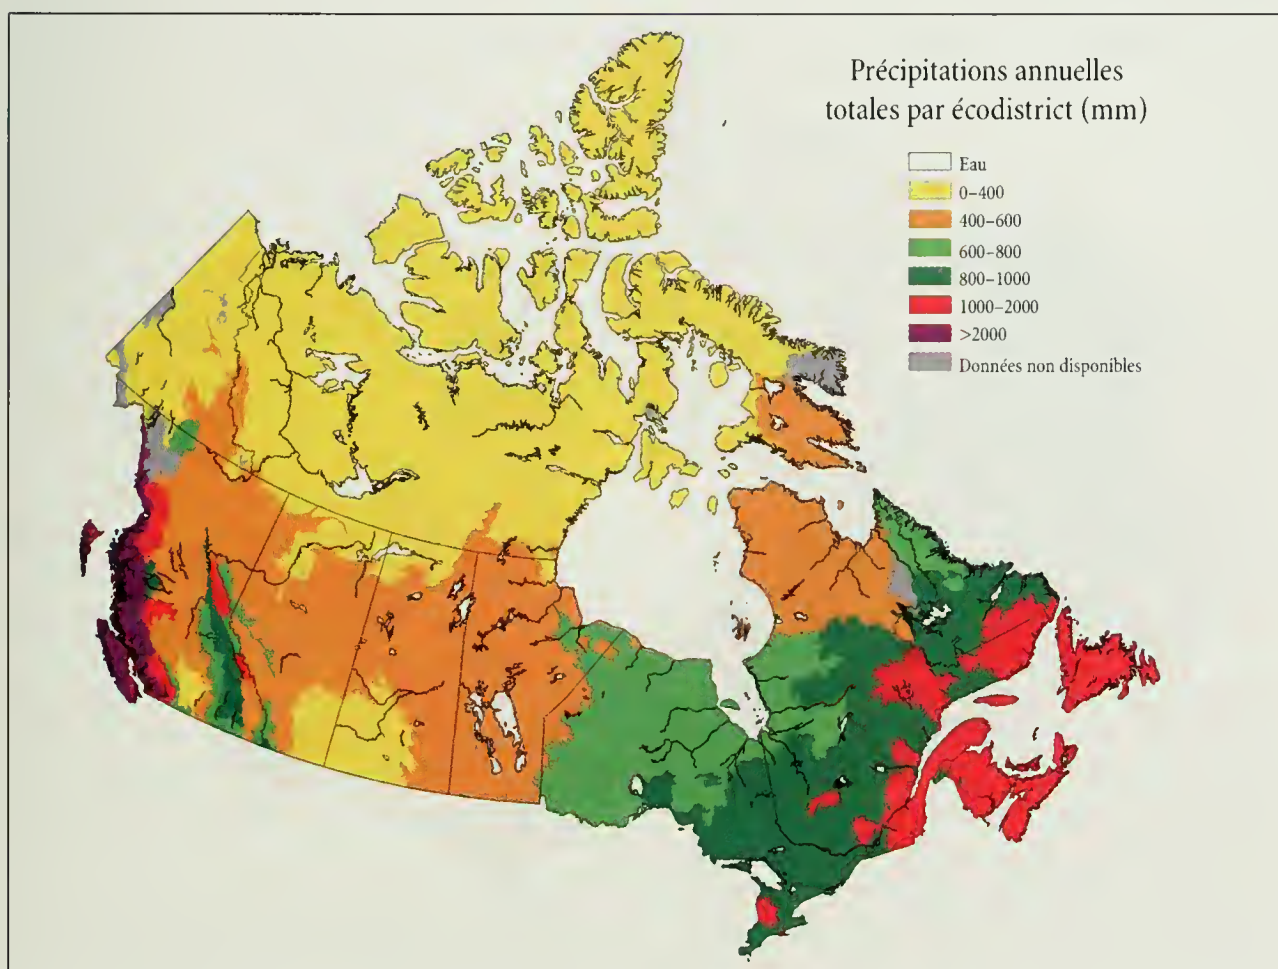 Précipitations annuelles
totales par écodistrict (mm)
Eau
0–400
400–600
600–800
800–1000
1000–2000
>2000
Données non disponibles